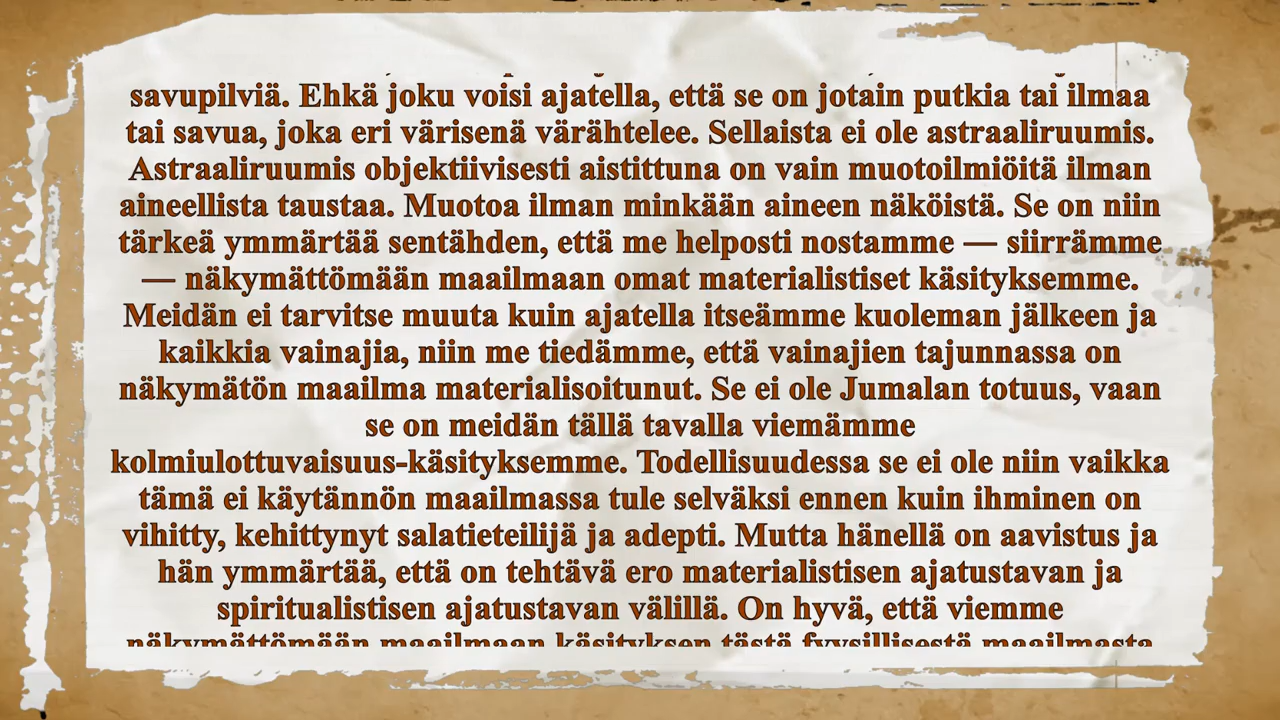 savupilviä. Ehkä joku voisi ajatella, että se on jotain putkia tai ilmaa
tai savua, joka eri värisenä värähtelee. Sellaista ei ole astraaliruumis.
Astraaliruumis objektiivisesti aistittuna on vain muotoilmiöitä ilman
aineellista taustaa. Muotoa ilman minkään aineen näköistä. Se on niin
tärkeä ymmärtää sentähden, että me helposti nostamme — siirrämme
— näkymättömään maailmaan omat materialistiset käsityksemme.
Meidän ei tarvitse muuta kuin ajatella itseämme kuoleman jälkeen ja
kaikkia vainajia, niin me tiedämme, että vainajien tajunnassa on
näkymätön maailma materialisoitunut. Se ei ole Jumalan totuus, vaan
se on meidän tällä tavalla viemämme
kolmiulottuvaisuus-käsityksemme. Todellisuudessa se ei ole niin vaikka
tämä ei käytännön maailmassa tule selväksi ennen kuin ihminen on
vihitty, kehittynyt salatieteilijä ja adepti. Mutta hänellä on aavistus ja
hän ymmärtää, että on tehtävä ero materialistisen ajatustavan ja
spiritualistisen ajatustavan välillä. On hyvä, että viemme
näkymättömään maailmaan käsityksen tästä fyysillisestä maailmasta